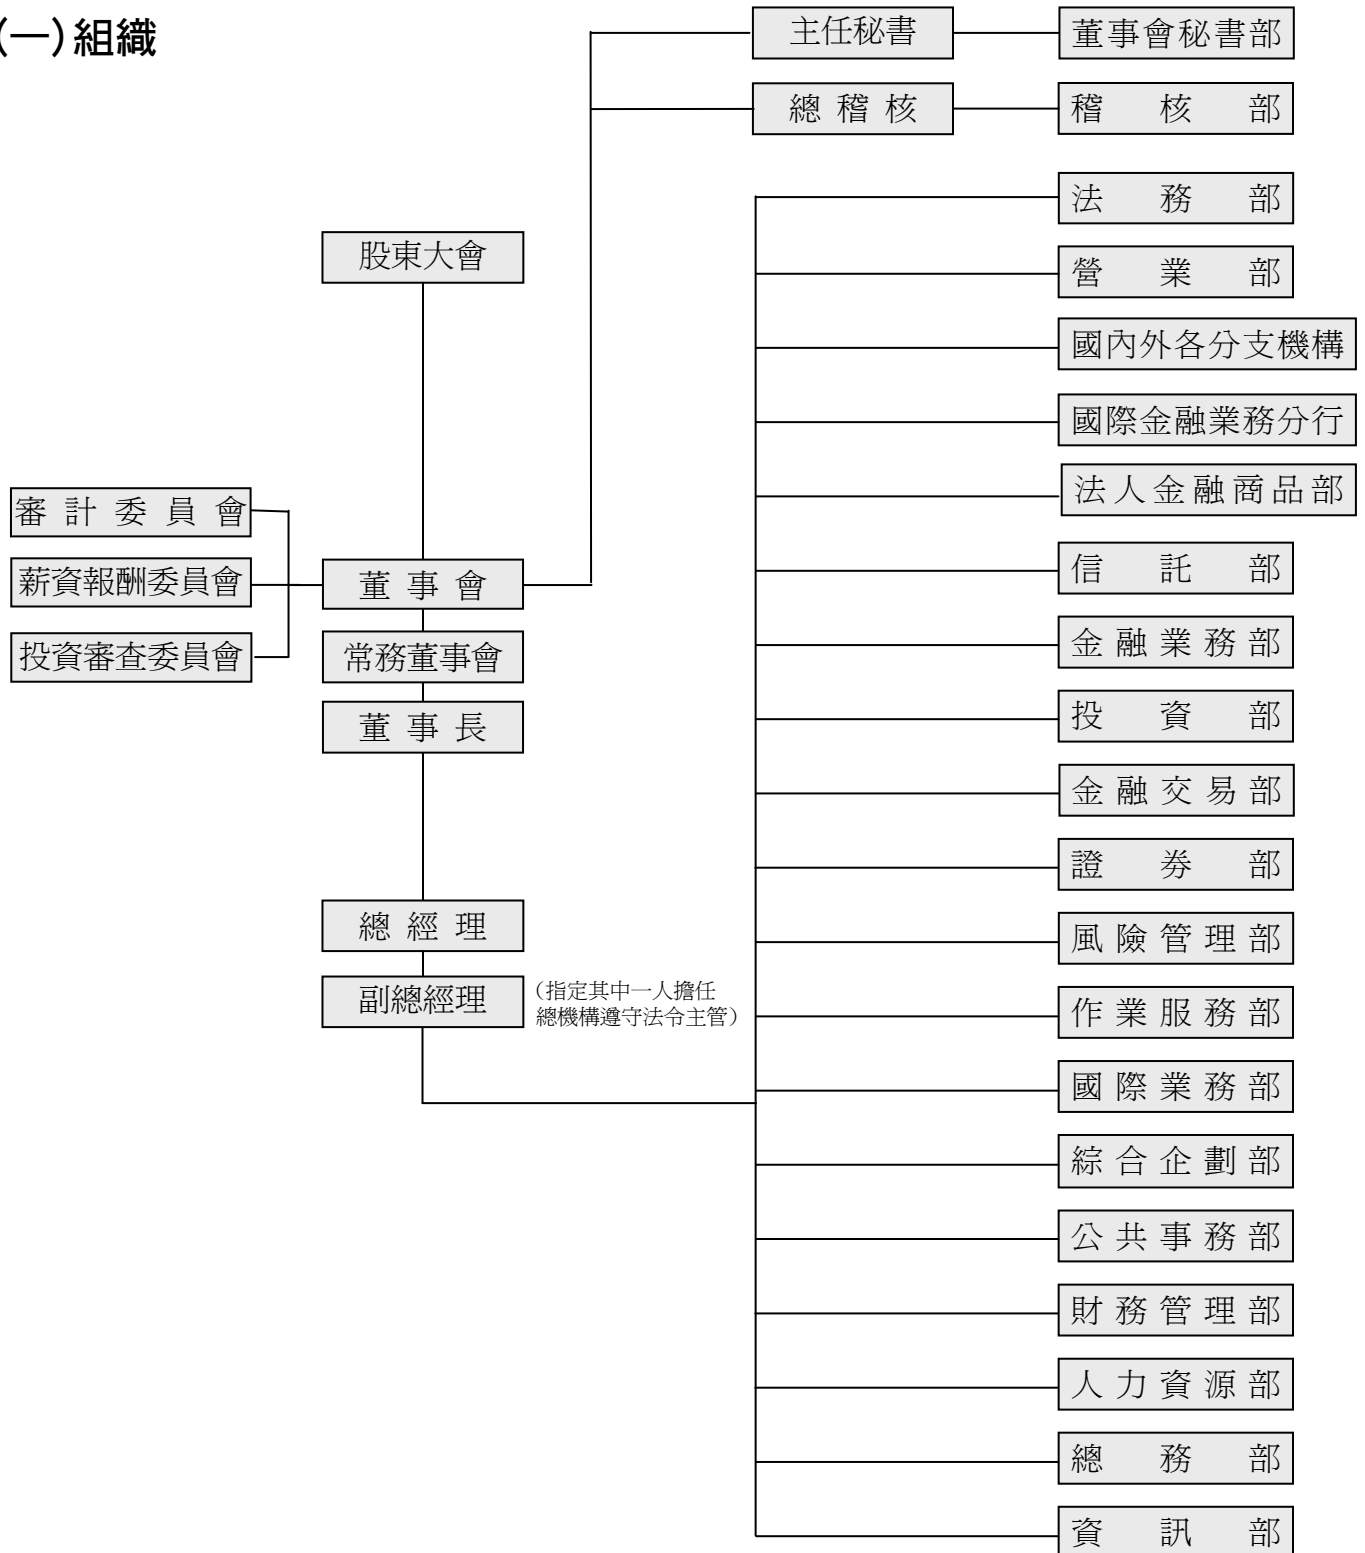 (一)組織
主任秘書
董事會秘書部
總稽核
稽核部
股東大會
審計委員會
薪資報酬委員會
投資審查委員會
董事會
常務董事會
董事長
總經理
副總經理
（指定其中一人擔任
總機構遵守法令主管）
法務部
營業部
國內外各分支機構
國際金融業務分行
法人金融商品部
信託部
金融業務部
投資部
金融交易部
證券部
風險管理部
作業服務部
國際業務部
綜合企劃部
公共事務部
財務管理部
人力資源部
總務部
資訊部